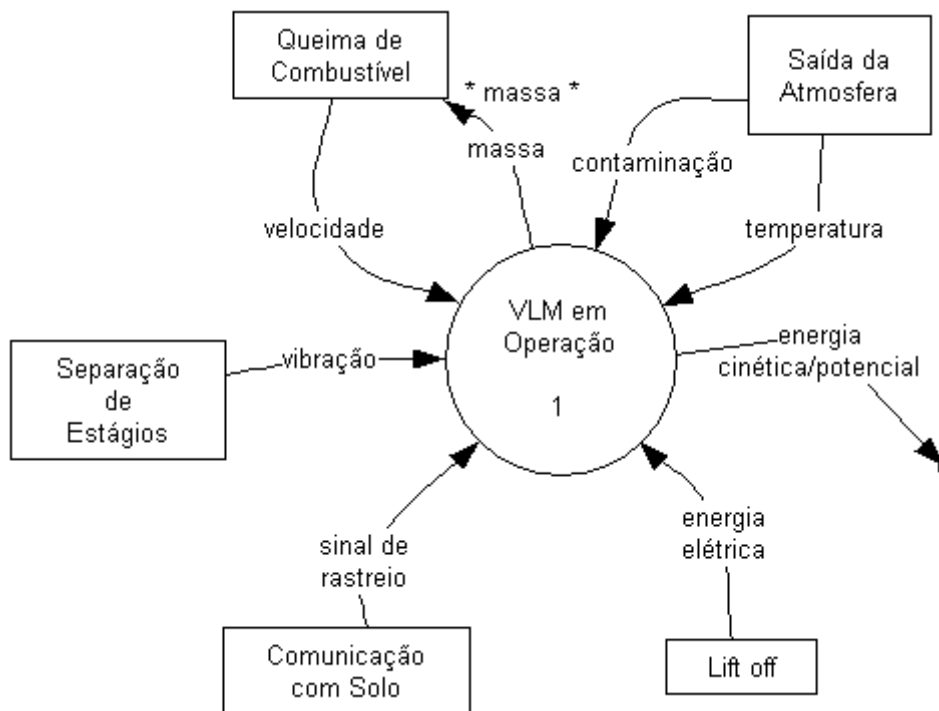 Queima de
Combustível
Saída da
Atmosfera
* massa *
massa
contaminação
velocidade
temperatura
VLM em
Operação
1
energia
cinética/potencial
Separação
de
Estágios
vibração
sinal de
rastreio
energia
elétrica
Comunicação
com Solo
Lift off